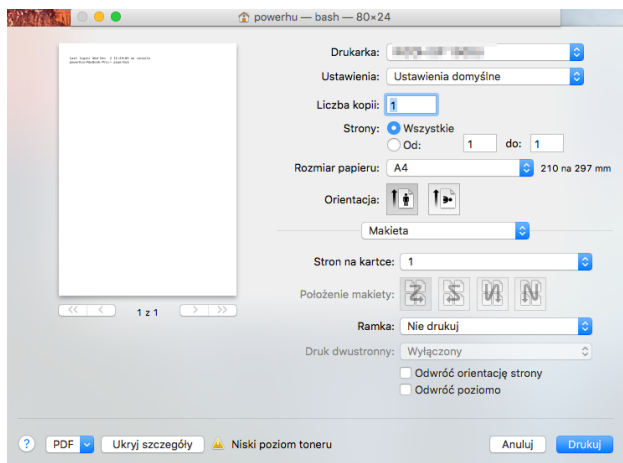 powerhu — bash — 80×24
Drukarka:
Ustawienia: Ustawienia domyślne
Liczba kopii: 1
Strony: Wszystkie
Od: 1 do: 1
Rozmiar papieru: A4 210 na 297 mm
Orientacja:
Makieta
Stron na kartce: 1
Położenie makiety:
Ramka: Nie drukuj
Druk dwustronny: Wyłączony
Odwróć orientację strony
Odwróć poziomo
1 z 1
? PDF Ukryj szczegóły Niski poziom toneru Anuluj Drukuj